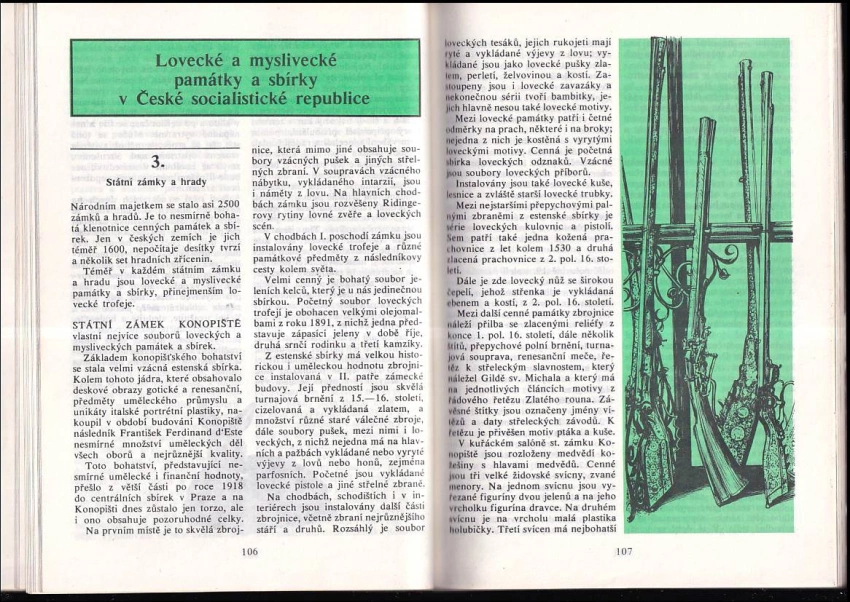 Lovecké a myslivecké
památky a sbírky
v České socialistické republice
3.
Státní zámky a hrady
Národním majetkem se stalo asi 2500
zámků a hradů. Je to nesmírně boha-
tá klenotnice cenných památek a sbí-
rek. Jen v českých zemích je jich
téměř 1600, nepočítaje desítky tvrzí
a několik set hradních zřícenin.
Téměř v každém státním zámku
a hradu jsou lovecké a myslivecké
památky a sbírky, přinejmenším lo-
vecké trofeje.
STÁTNÍ ZÁMEK KONOPIŠTĚ
vlastní nejvíce souborů loveckých a
mysliveckých památek a sbírek.
Základem konopišťského bohatství
se stala velmi vzácná estenská sbírka.
Kolem tohoto jádra, které obsahovalo
deskové obrazy gotické a renesanční,
předměty uměleckého průmyslu a
unikáty italské portrétní plastiky, na-
koupil v období budování Konopiště
následník František Ferdinand d'Este
nesmírné množství uměleckých děl
všech oborů a nejrůznější kvality.
Toto bohatství, představující ne-
smírné umělecké i finanční hodnoty,
přešlo z větší části po roce 1918
do centrálních sbírek v Praze a na
Konopišti dnes zůstalo jen torzo, ale
i ono obsahuje pozoruhodné celky.
Na prvním místě je to skvělá zbroj-
nice, která mimo jiné obsahuje sou-
bory vzácných pušek a jiných střel-
ných zbraní. V soupravách vzácného
nábytku, vykládaného intarzií, jsou
i náměty z lovu. Na hlavních chod-
bách zámku jsou rozvěšeny Ridinge-
rovy rytiny lovné zvěře a loveckých
scén.
V chodbách I. poschodí zámku jsou
instalovány lovecké trofeje a různé
památkové předměty z následníkovy
cesty kolem světa.
Velmi cenný je bohatý soubor je-
leních kelců, který je u nás jedinečnou
sbírkou. Početný soubor loveckých
trofejí je obohacen velkými olejomal-
bami z roku 1891, z nichž jedna před-
stavuje zápasící jeleny v době říje,
druhá srnčí rodinku a třetí kamzíky.
Z estenské sbírky má velkou histo-
rickou i uměleckou hodnotu zbrojni-
ce instalovaná v II. patře zámecké
budovy. Její předností jsou skvělá
turnajová brnění z 15.—16. století,
cizelovaná a vykládaná zlatem, a
množství různé staré válečné zbroje,
dále soubory pušek, mezi nimi i lo-
veckých, z nichž nejedna má na hlav-
ních a pažbách vykládané nebo vyryté
výjevy z lovů nebo honů, zejména
parfosních. Početné jsou vykládané
lovecké pistole a jiné střelné zbraně.
Na chodbách, schodištích i v in-
teriérech jsou instalovány další části
zbrojnice, včetně zbraní nejrůznějšího
stáří a druhů. Rozsáhlý je soubor
106
loveckých tesáků, jejich rukojeti mají
ryté a vykládané výjevy z lovu; vy-
kládané jsou jako lovecké pušky zla-
tem, perletí, želvovinou a kostí. Za-
stoupeny jsou i lovecké zavazáky a
nekonečnou sérii tvoří bambitky, je-
jich hlavně nesou také lovecké motivy.
Mezi lovecké památky patří i četné
odměrky na prach, některé i na broky;
nejedna z nich je kostěná s vyrytými
loveckými motivy. Cenná je početná
sbírka loveckých odznaků. Vzácné
jsou soubory loveckých příborů.
Instalovány jsou také lovecké kuše,
lesnice a zvláště starší lovecké trubky.
Mezi nejstaršími přepychovými pal-
nými zbraněmi z estenské sbírky je
série loveckých kulovnic a pistolí.
Sem patří také jedna kožená pra-
chovnice z let kolem 1530 a druhá
zlacená prachovnice z 2. pol. 16. sto-
letí.
Dále je zde lovecký nůž se širokou
čepelí, jehož střenka je vykládaná
ebenem a kostí, z 2. pol. 16. století.
Mezi další cenné památky zbrojnice
náleží přilba se zlacenými reliéfy z
konce 1. pol. 16. století, dále několik
štítů, přepychové polní brnění, turna-
jová souprava, renesanční meče, ře-
těz k střeleckým slavnostem, který
náležel Gildě sv. Michala a který má
na jednotlivých článcích motivy z
řádového řetězu Zlatého rouna. Zá-
věsné štítky jsou označeny jmény ví-
tězů a daty střeleckých závodů. K
řetězu je přivěšen motiv ptáka a kuše.
V kuřáckém salóně st. zámku Ko-
nopiště jsou rozloženy medvědí ko-
žešiny s hlavami medvědů. Cenné
jsou tři velké židovské svícny, zvané
menory. Na jednom svícnu jsou vy-
řezané figuríny dvou jelenů a na jeho
vrcholku figurína dravce. Na druhém
svícnu je na vrcholu malá plastika
holubičky. Třetí svícen má nejbohatší
107